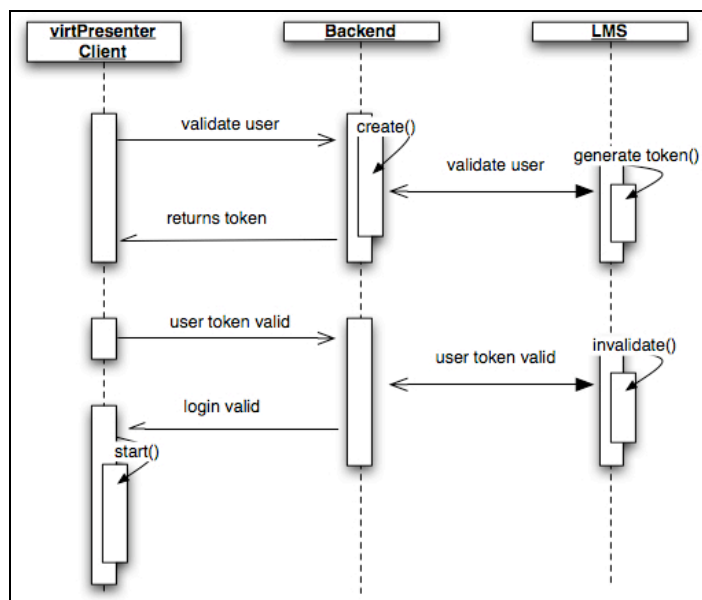 virtPresenter
Client
Backend
LMS
validate user
create()
generate token()
validate user
returns token
user token valid
invalidate()
user token valid
login valid
start()